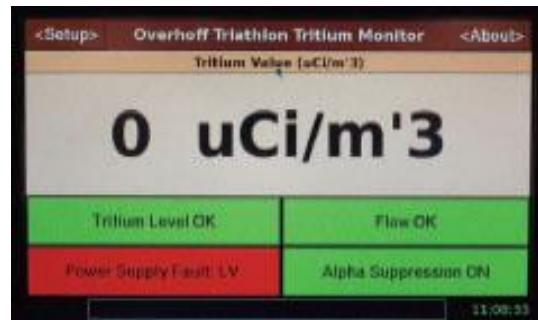 <Setup> Overhoff Triathlon Tritium Monitor <About>
Tritium Value (uCi/m'3)
0 uCi/m'3
Tritium Level OK Flow OK
Power Supply Fault: LV Alpha Suppression ON
11:08:33